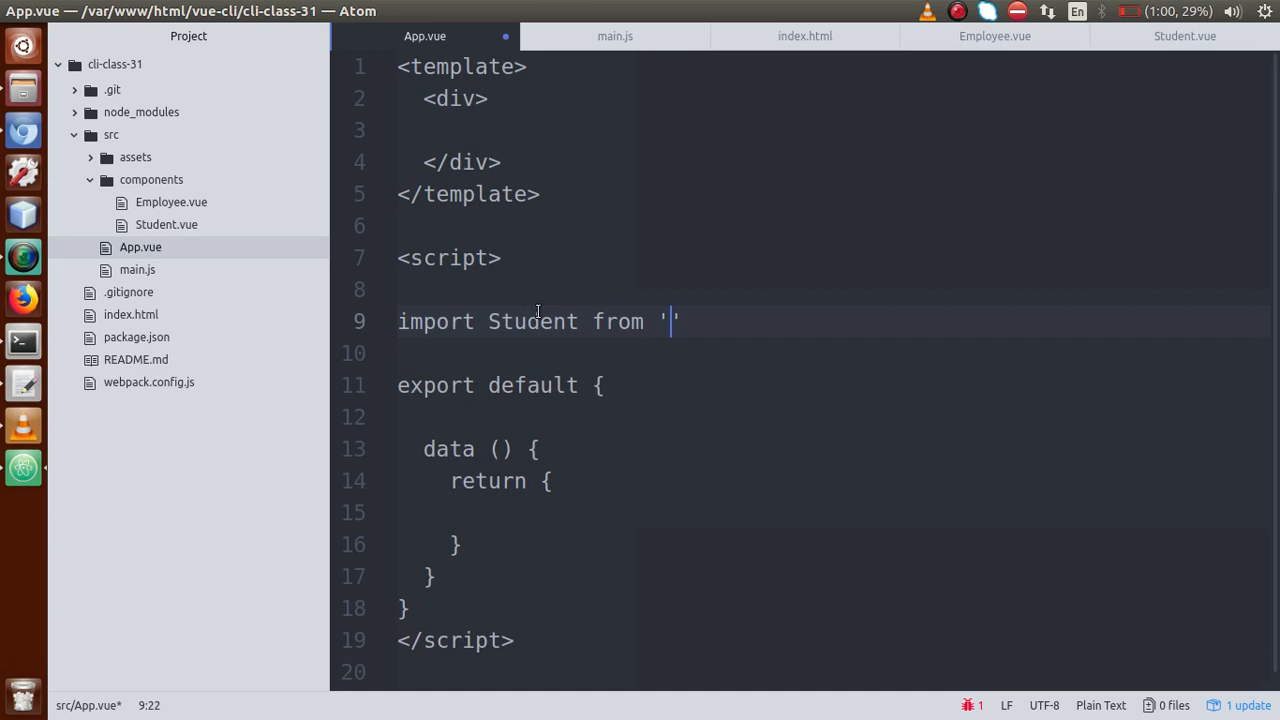 App.vue — /var/www/html/vue-cli/cli-class-31 — Atom
En
(1:00, 29%)
Project
App.vue
main.js
index.html
Employee.vue
Student.vue
cli-class-31
.git
node_modules
src
assets
components
Employee.vue
Student.vue
App.vue
main.js
.gitignore
index.html
package.json
README.md
webpack.config.js
1 <template>
2 <div>
3
4 </div>
5 </template>
6
7 <script>
8
9 import Student from ''
10
11 export default {
12
13 data () {
14 return {
15
16 }
17 }
18 }
19 </script>
20
src/App.vue* 9:22
1 LF UTF-8 Plain Text 0 files 1 update